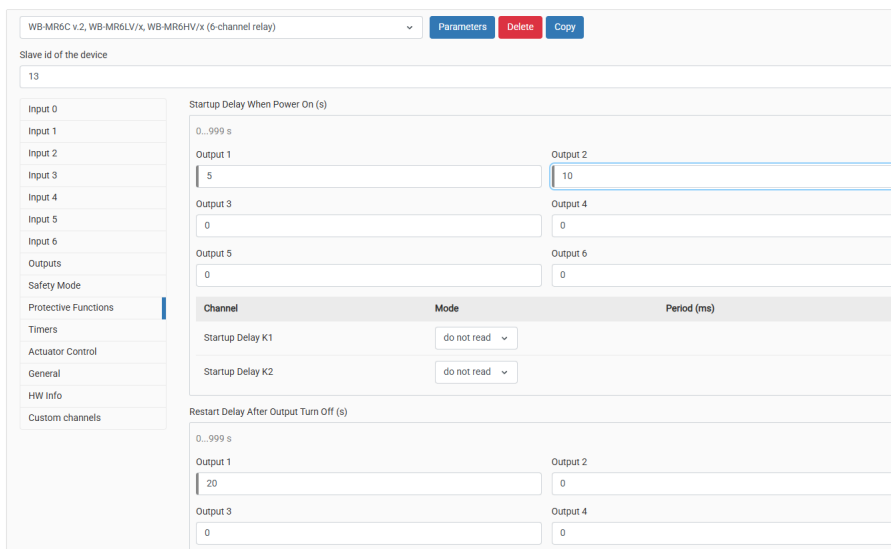 WB-MR6C v.2, WB-MR6LV/x, WB-MR6HV/x (6-channel relay)
Parameters
Delete
Copy
Slave id of the device
13
Input 0
Input 1
Input 2
Input 3
Input 4
Input 5
Input 6
Outputs
Safety Mode
Protective Functions
Timers
Actuator Control
General
HW Info
Custom channels
Startup Delay When Power On (s)
0...999 s
Output 1 Output 2
5 10
Output 3 Output 4
0 0
Output 5 Output 6
0 0
Channel Mode Period (ms)
Startup Delay K1 do not read
Startup Delay K2 do not read
Restart Delay After Output Turn Off (s)
0...999 s
Output 1 Output 2
20 0
Output 3 Output 4
0 0